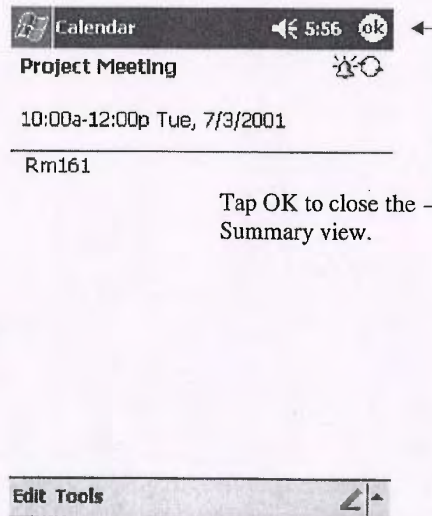 Calendar 5:56 ok
Project Meeting
10:00a-12:00p Tue, 7/3/2001
Rm161
Tap OK to close the
Summary view.
Edit Tools